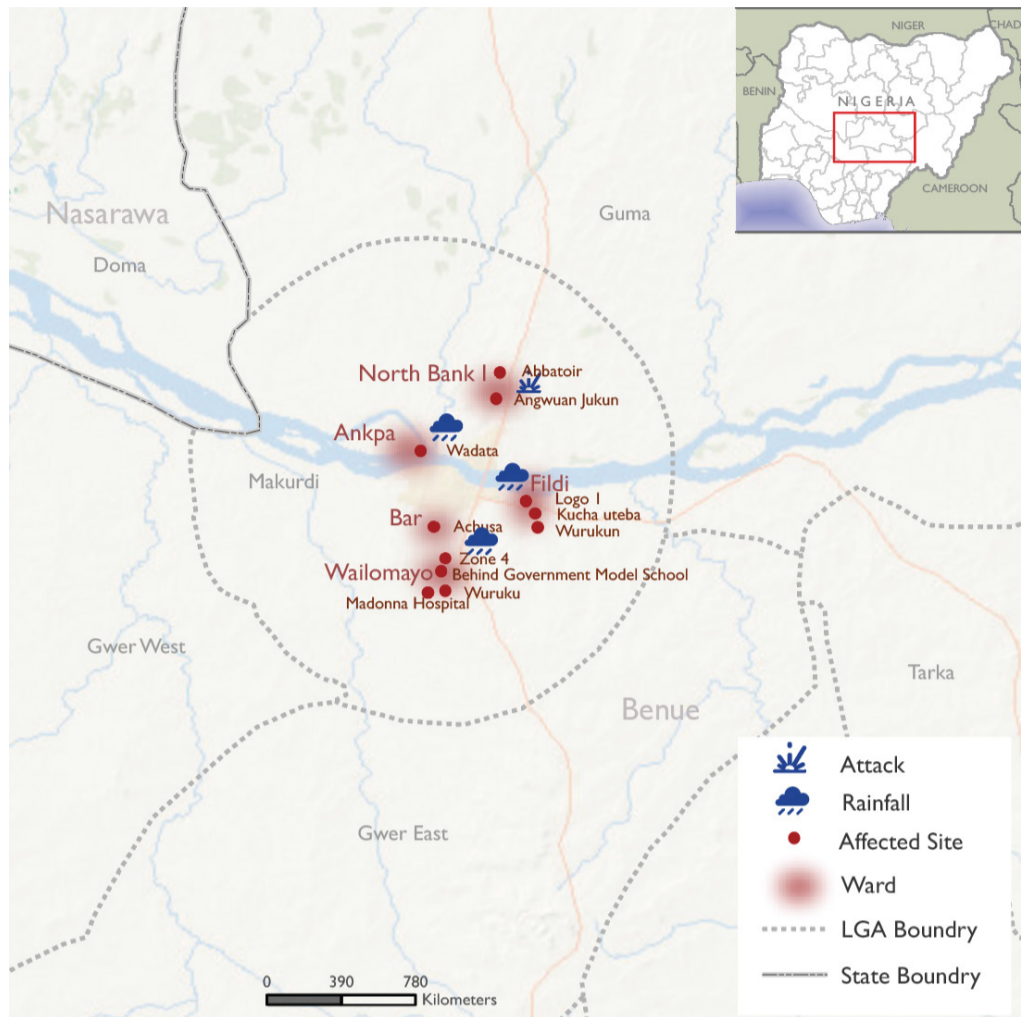 NIGER
CHAD
BENIN
NIGERIA
CAMEROON
Nasarawa
Doma
Guma
North Bank I
Abbatoir
Angwuan Jukun
Ankpa
Wadata
Makurdi
Fildi
Logo 1
Kucha uteba
Wurukun
Bar
Achusa
Zone 4
Wailomayo
Behind Government Model School
Wuruku
Madonna Hospital
Gwer West
Tarka
Benue
Gwer East
Attack
Rainfall
Affected Site
Ward
LGA Boundry
State Boundry
0 390 780
Kilometers